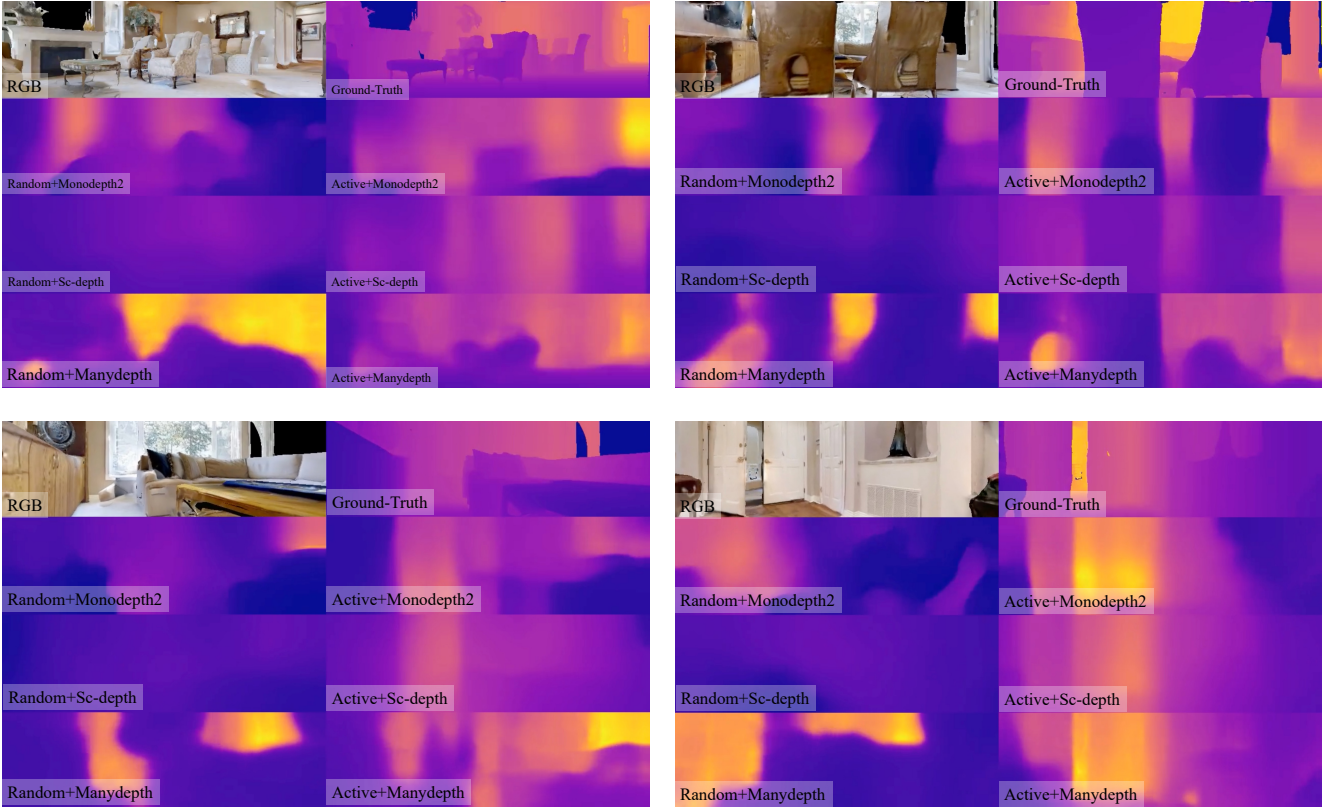 RGB
Ground-Truth
Random+Monodepth2
Active+Monodepth2
Random+Sc-depth
Active+Sc-depth
Random+Manydepth
Active+Manydepth
RGB
Ground-Truth
Random+Monodepth2
Active+Monodepth2
Random+Sc-depth
Active+Sc-depth
Random+Manydepth
Active+Manydepth
RGB
Ground-Truth
Random+Monodepth2
Active+Monodepth2
Random+Sc-depth
Active+Sc-depth
Random+Manydepth
Active+Manydepth
RGB
Ground-Truth
Random+Monodepth2
Active+Monodepth2
Random+Sc-depth
Active+Sc-depth
Random+Manydepth
Active+Manydepth